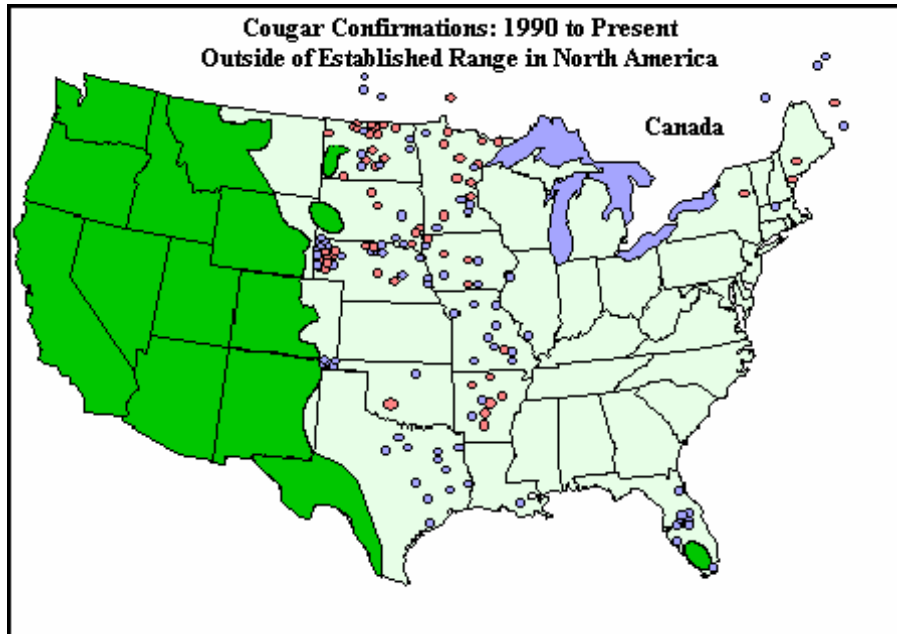 Cougar Confirmations: 1990 to Present
Outside of Established Range in North America
Canada